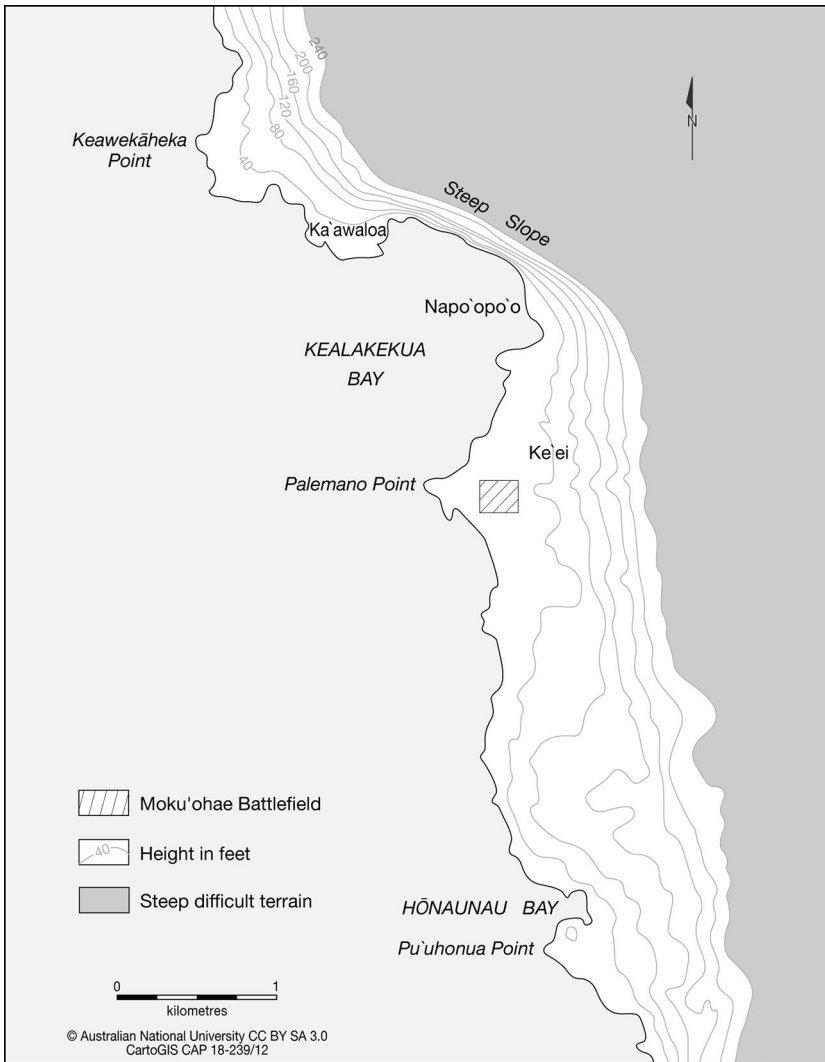 240
200
160
120
80
40
N
Keawekāheka
Point
Steep Slope
Ka`awaloa
Napo`opo`o
KEALAKEKUA
BAY
Ke`ei
Palemano Point
Moku'ohae Battlefield
40
Height in feet
Steep difficult terrain
HŌNAUNAU BAY
Pu`uhonua Point
0 1
kilometres
© Australian National University CC BY SA 3.0
CartoGIS CAP 18-239/12